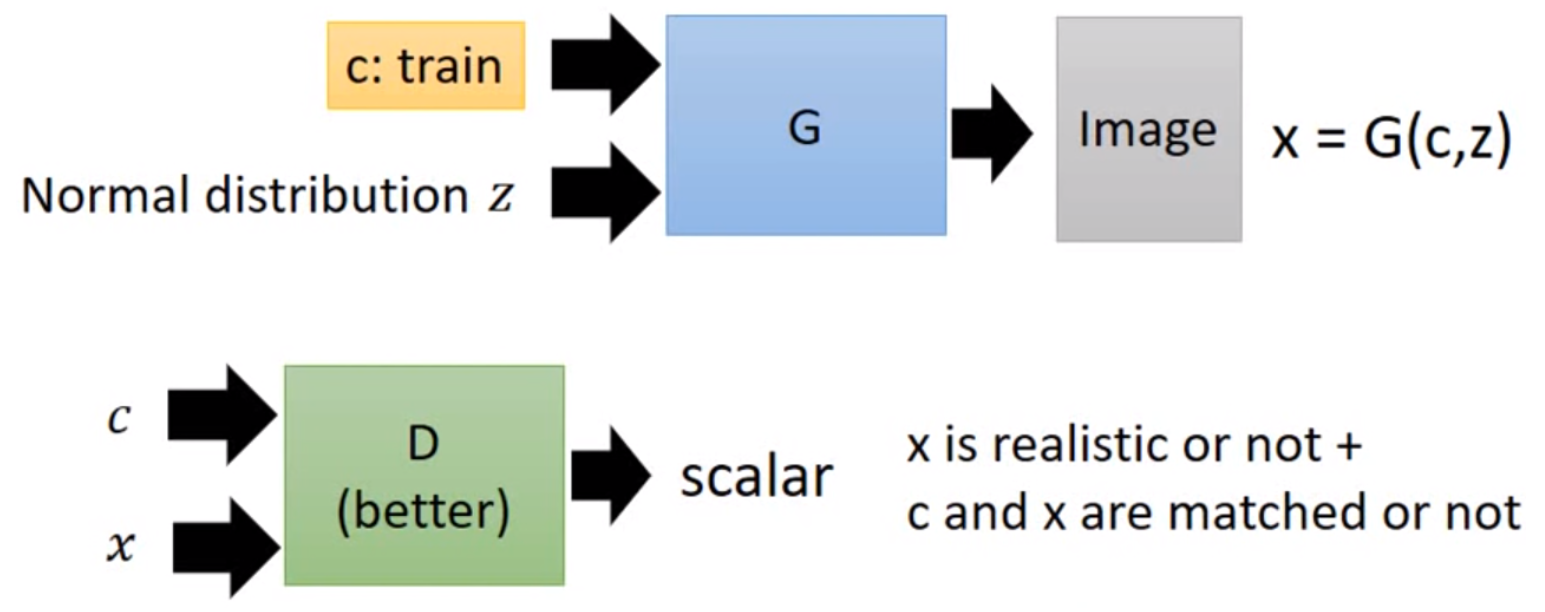 c: train
G
Image
x = G(c,z)
Normal distribution z
c
D
(better)
scalar
x is realistic or not +
c and x are matched or not
x